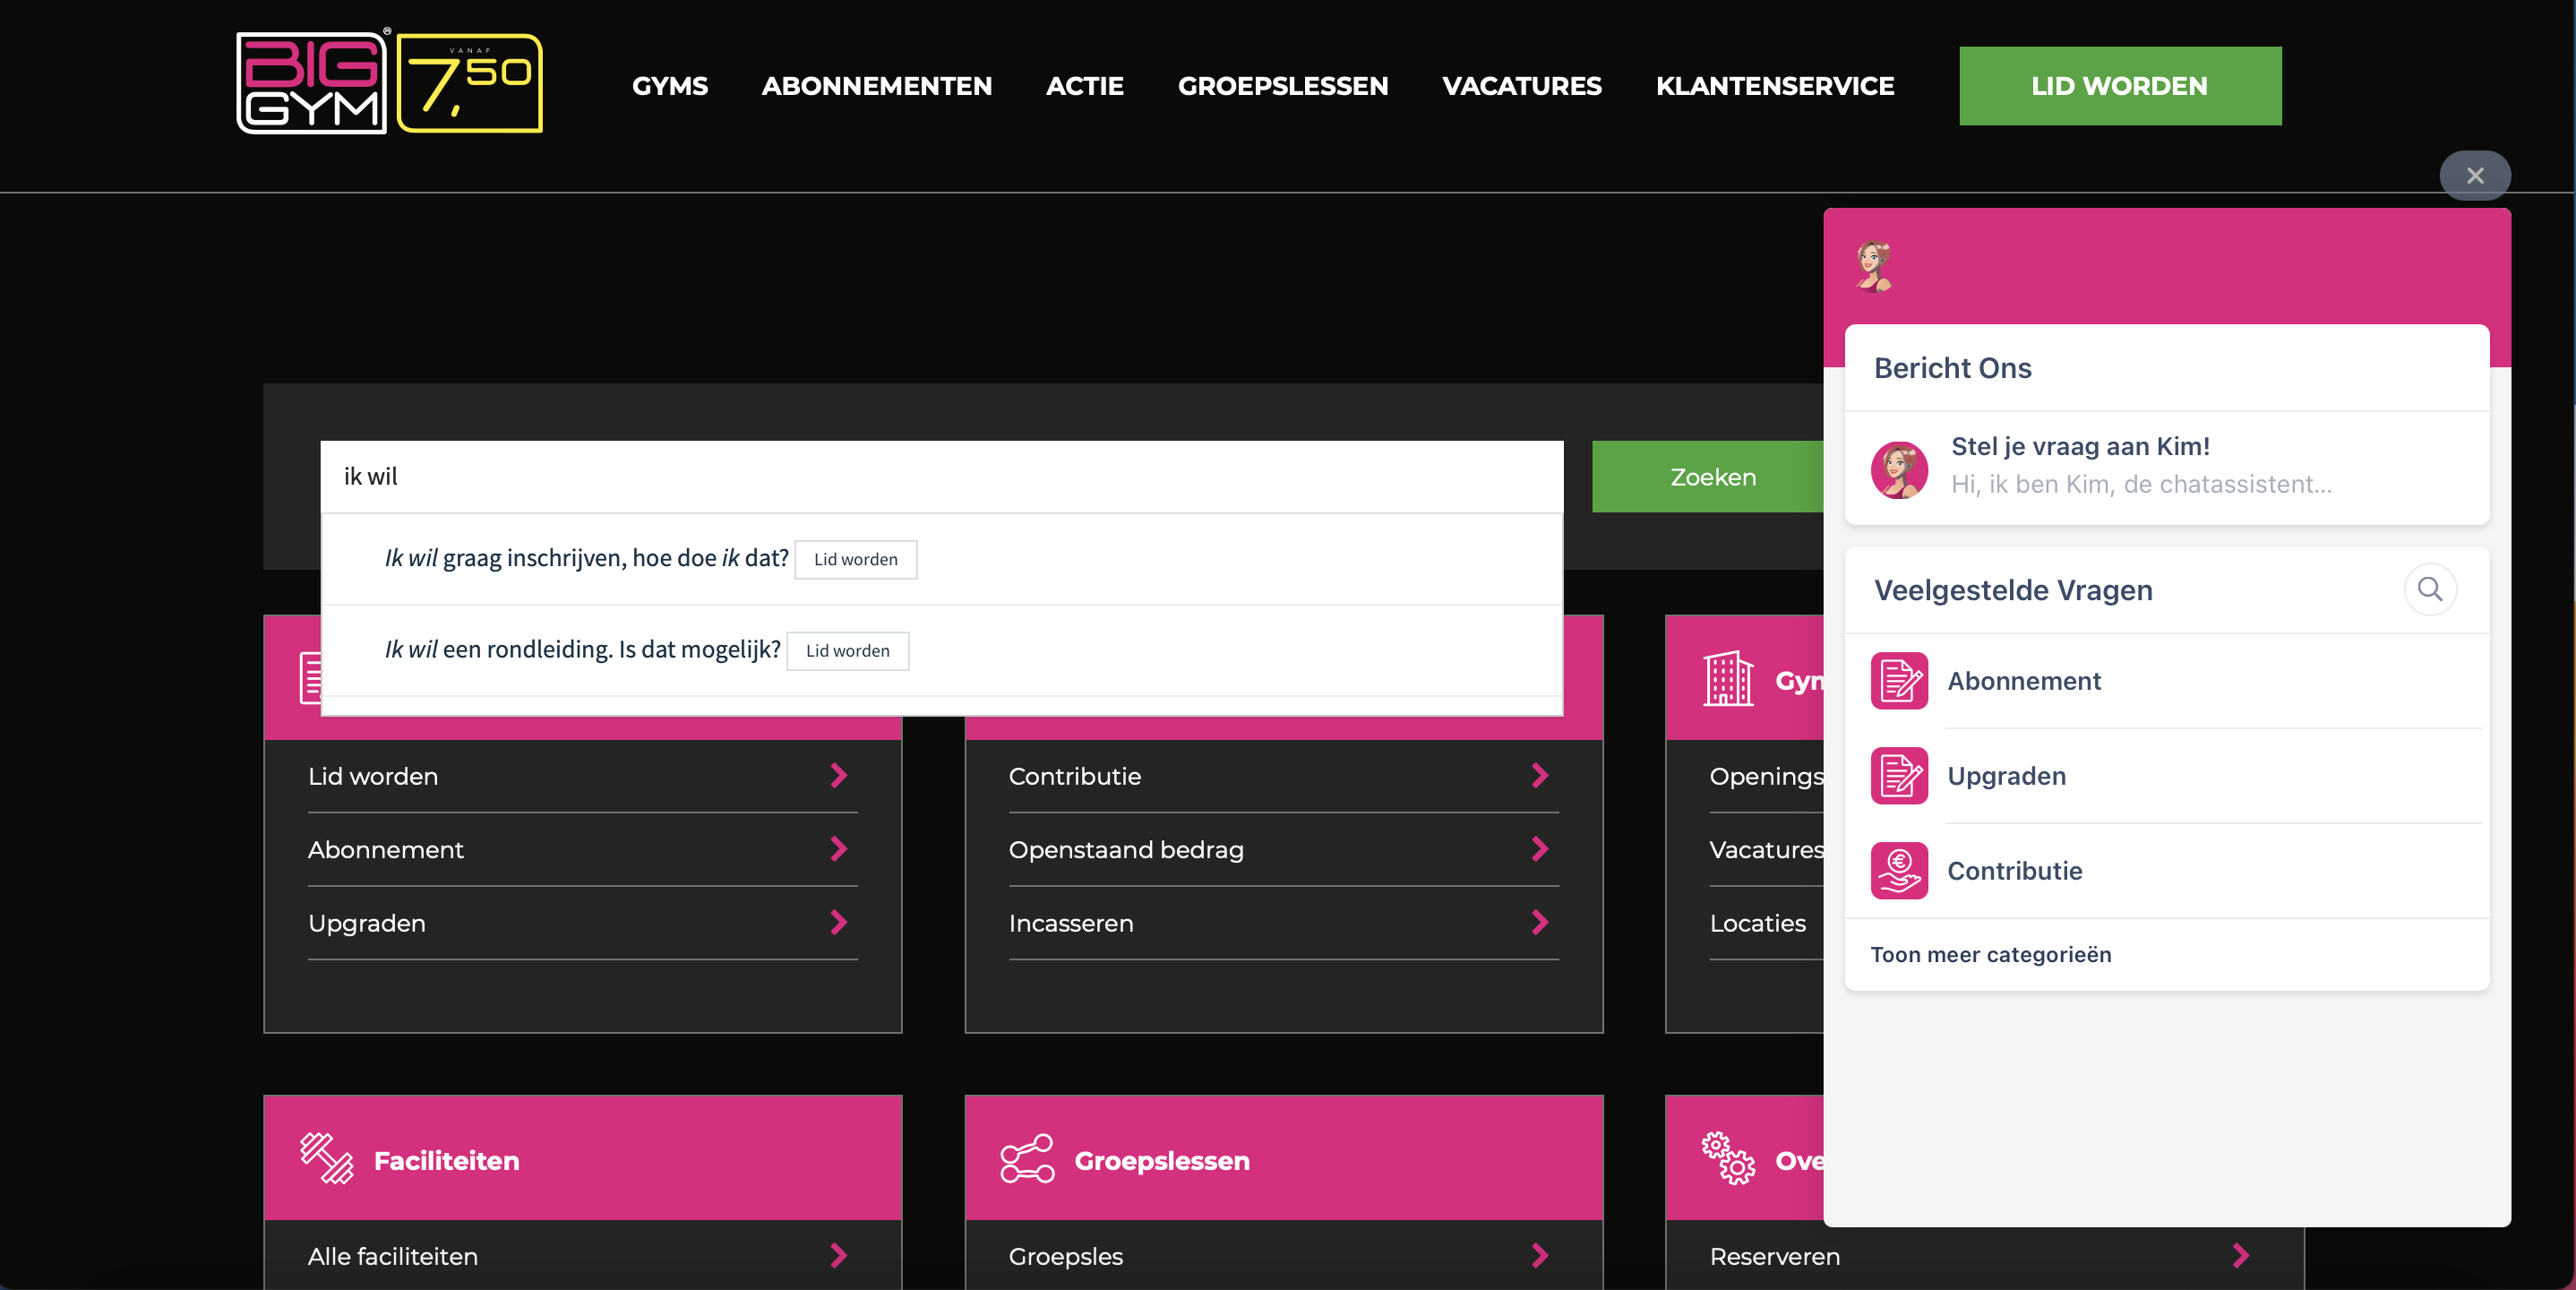 BIG
GYM
VANAF
7,50
GYMS
ABONNEMENTEN
ACTIE
GROEPSLESSEN
VACATURES
KLANTENSERVICE
LID WORDEN
ik wil
Zoeken
Ik wil graag inschrijven, hoe doe ik dat? Lid worden
Ik wil een rondleiding. Is dat mogelijk? Lid worden
Lid worden
Abonnement
Upgraden
Contributie
Openstaand bedrag
Incasseren
Gym
Openings
Vacatures
Locaties
Faciliteiten
Alle faciliteiten
Groepslessen
Groepsles
Ove
Reserveren
Bericht Ons
Stel je vraag aan Kim!
Hi, ik ben Kim, de chatassistent...
Veelgestelde Vragen
Abonnement
Upgraden
Contributie
Toon meer categorieën